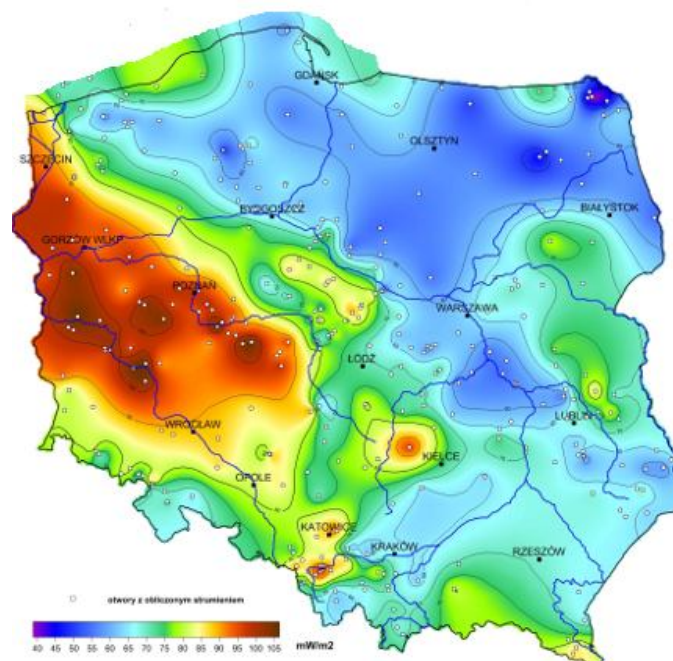 GDAŃSK
OLSZTYN
SZCZECIN
BYDGOSZCZ
BIAŁYSTOK
GORZÓW WLKP
POZNAŃ
WARSZAWA
ŁÓDŹ
LUBLIN
WROCŁAW
KIELCE
OPOLE
KATOWICE
KRAKÓW
RZESZÓW
otwory z obliczonym strumieniem
40 45 50 55 60 65 70 75 80 85 90 95 100 105 mW/m2